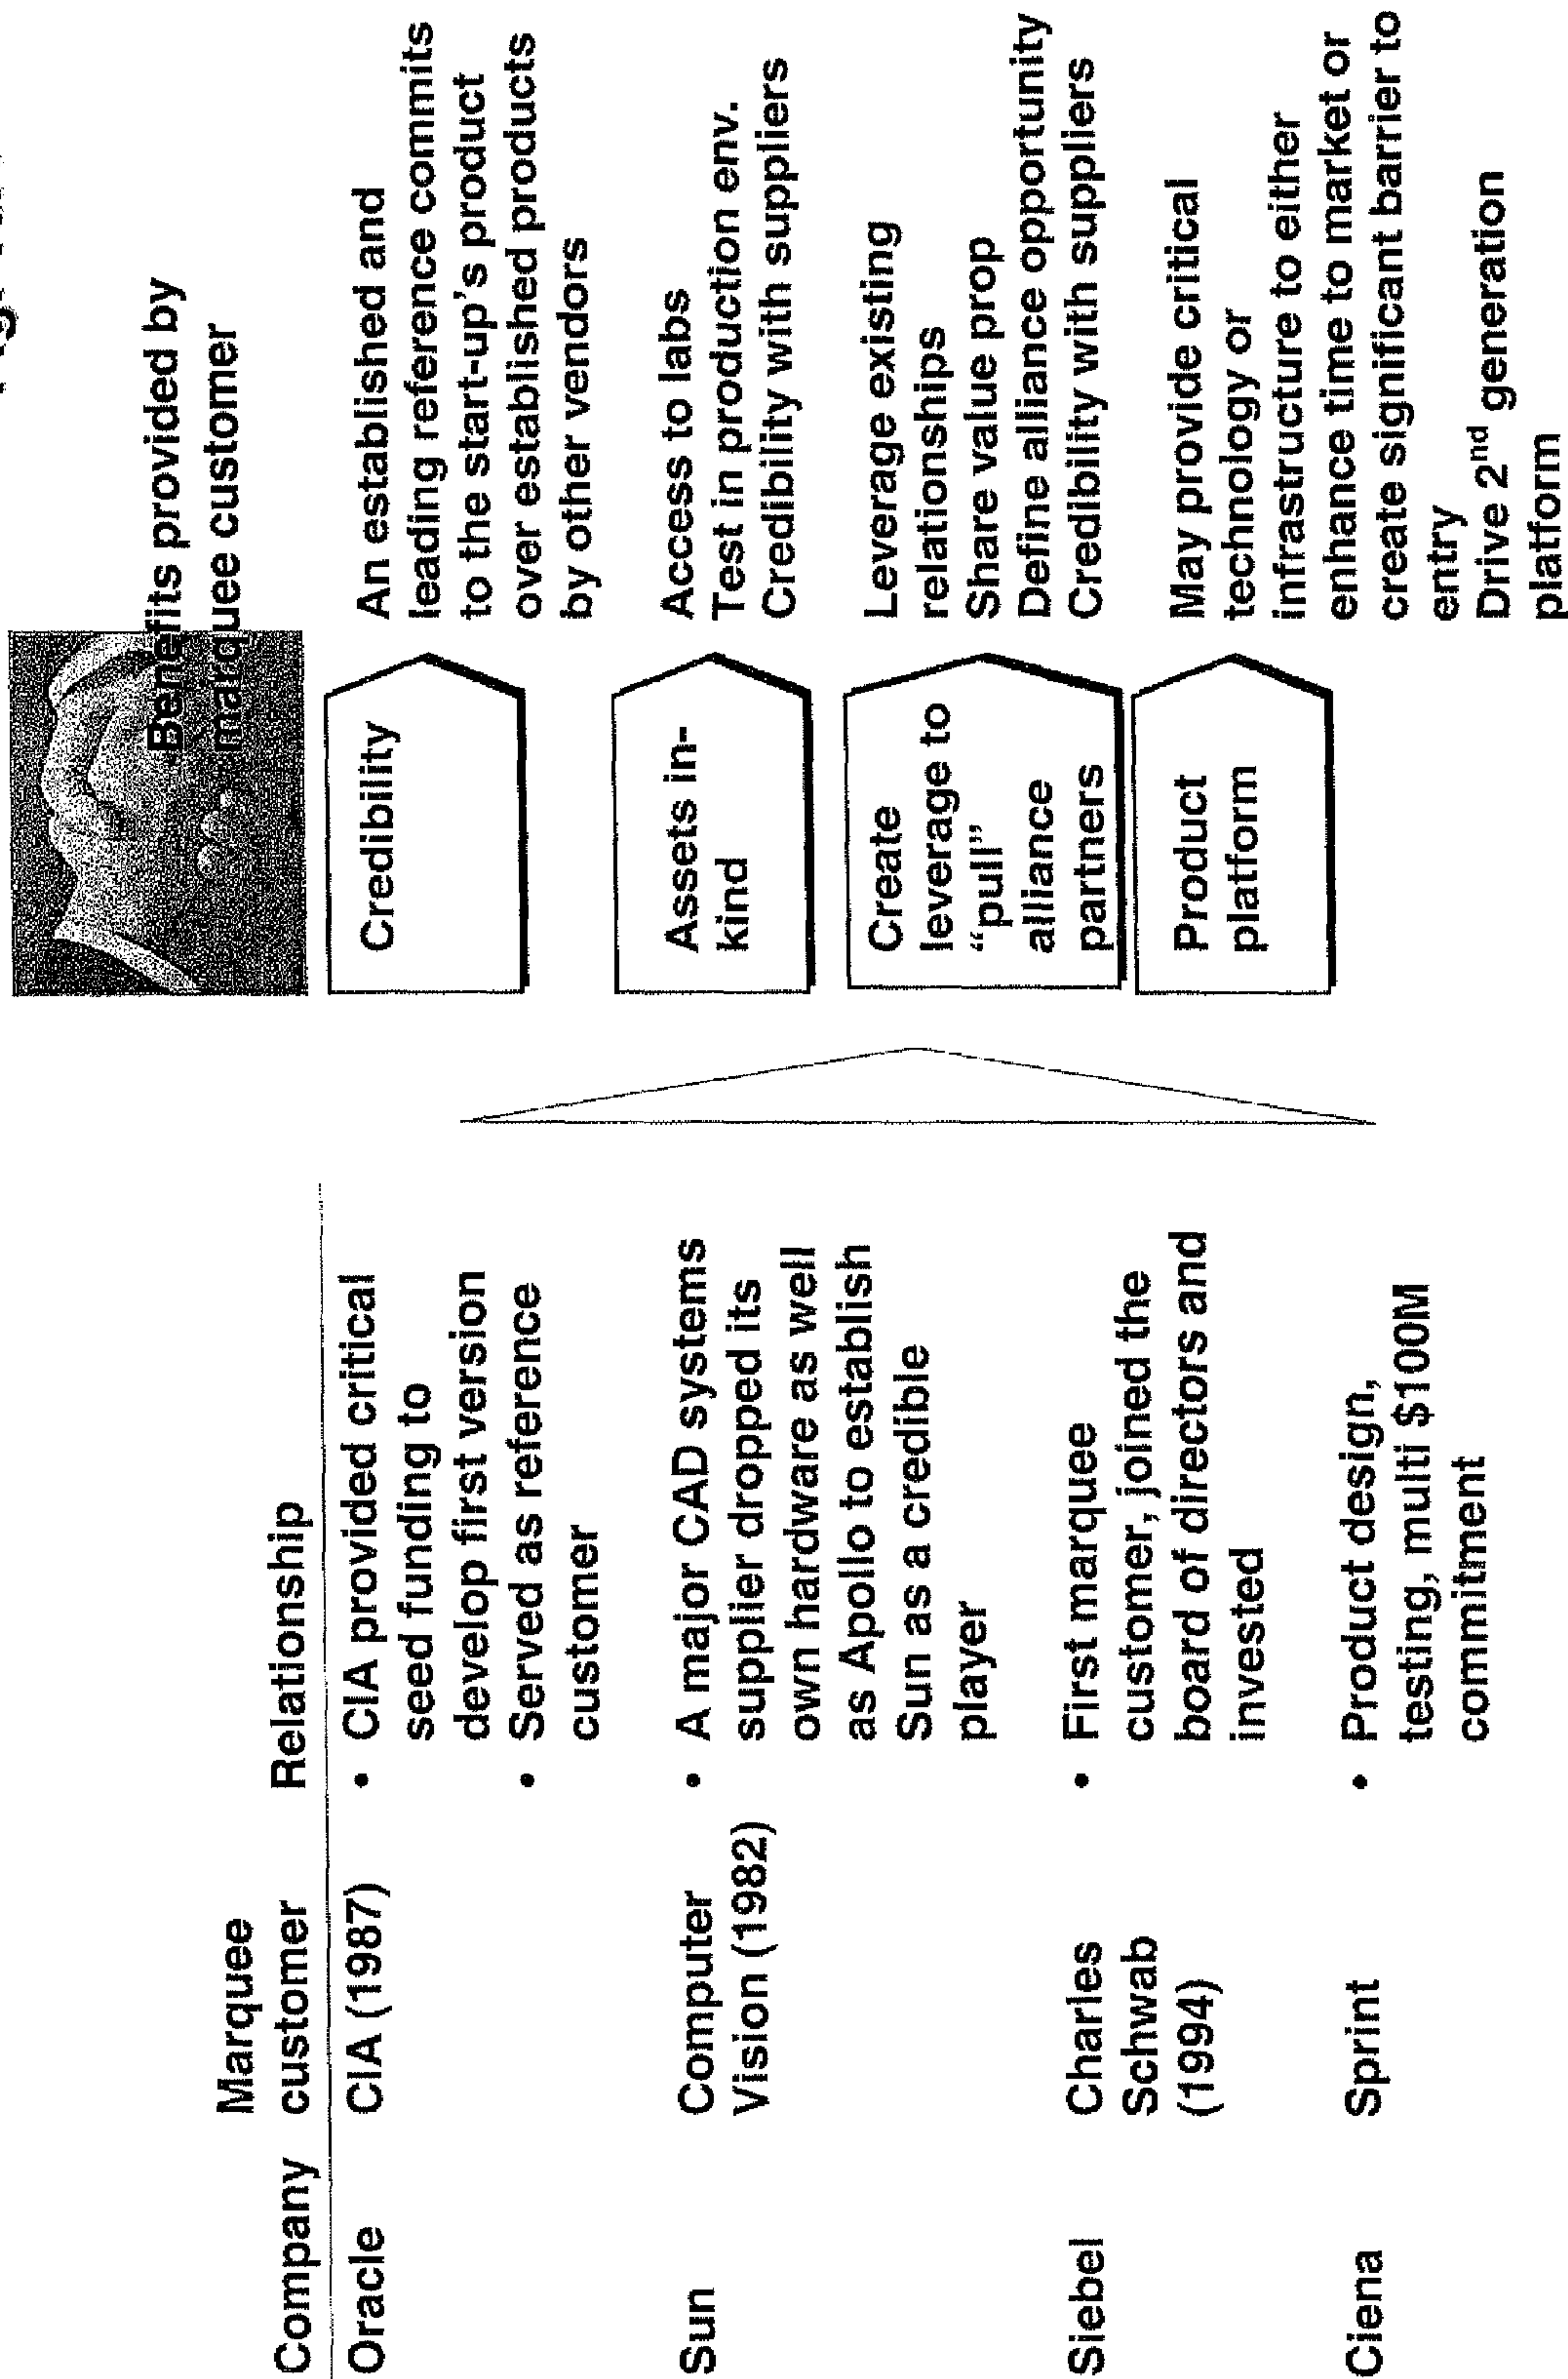 Company
Marquee
customer
Relationship
Oracle
CIA (1987)
• CIA provided critical
seed funding to
develop first version
• Served as reference
customer
Sun
Computer
Vision (1982)
• A major CAD systems
supplier dropped its
own hardware as well
as Apollo to establish
Sun as a credible
player
Siebel
Charles
Schwab
(1994)
• First marquee
customer, joined the
board of directors and
invested
Ciena
Sprint
• Product design,
testing, multi $100M
commitment
Benefits provided by
marquee customer
Credibility
An established and
leading reference commits
to the start-up’s product
over established products
by other vendors
Assets in-
kind
Access to labs
Test in production env.
Credibility with suppliers
Create
leverage to
“pull”
alliance
partners
Leverage existing
relationships
Share value prop
Define alliance opportunity
Credibility with suppliers
Product
platform
May provide critical
technology or
infrastructure to either
enhance time to market or
create significant barrier to
entry
Drive 2nd generation
platform